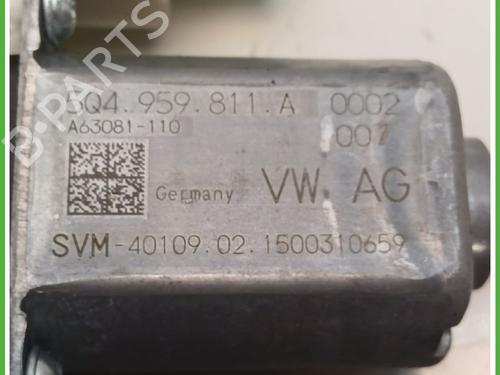 B-PARTS
5Q4.959.811.A 0002
A63081-110 007
Germany VW AG
SVM-40109.02.1500310659